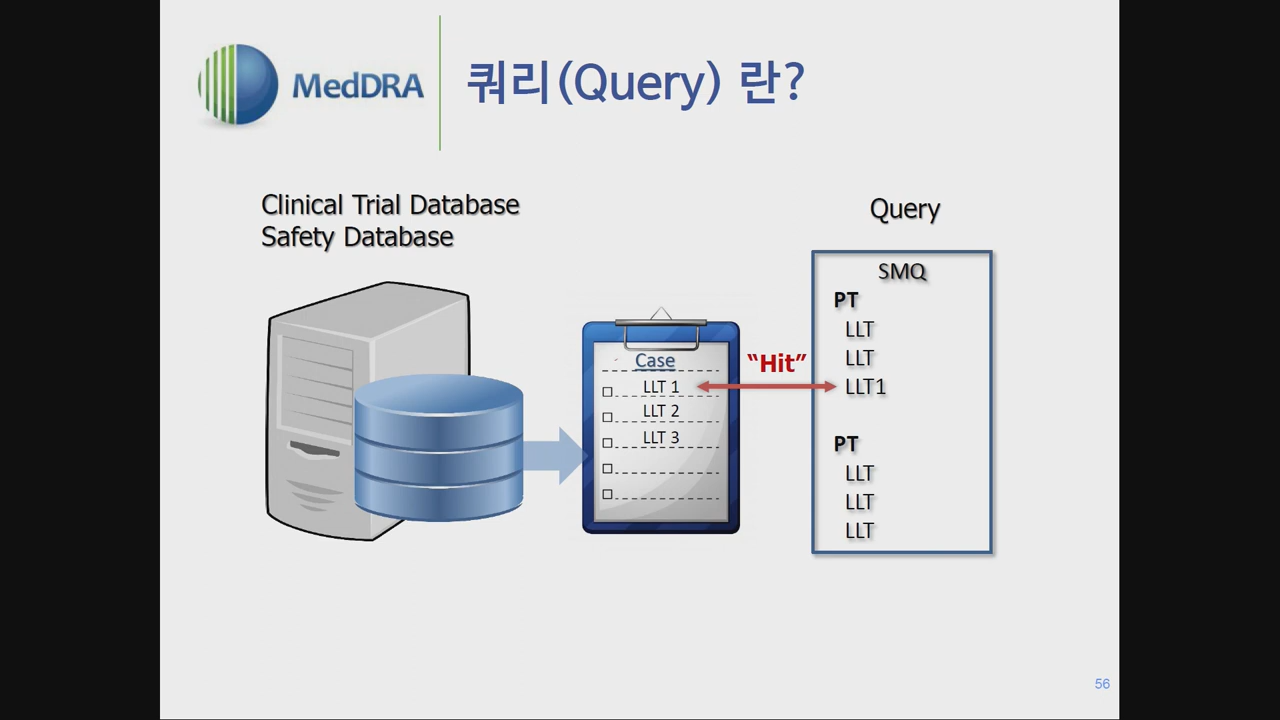 MedDRA
쿼리(Query) 란?
Clinical Trial Database
Safety Database
Case
LLT 1
LLT 2
LLT 3
"Hit"
Query
SMQ
PT
LLT
LLT
LLT1
PT
LLT
LLT
LLT
56